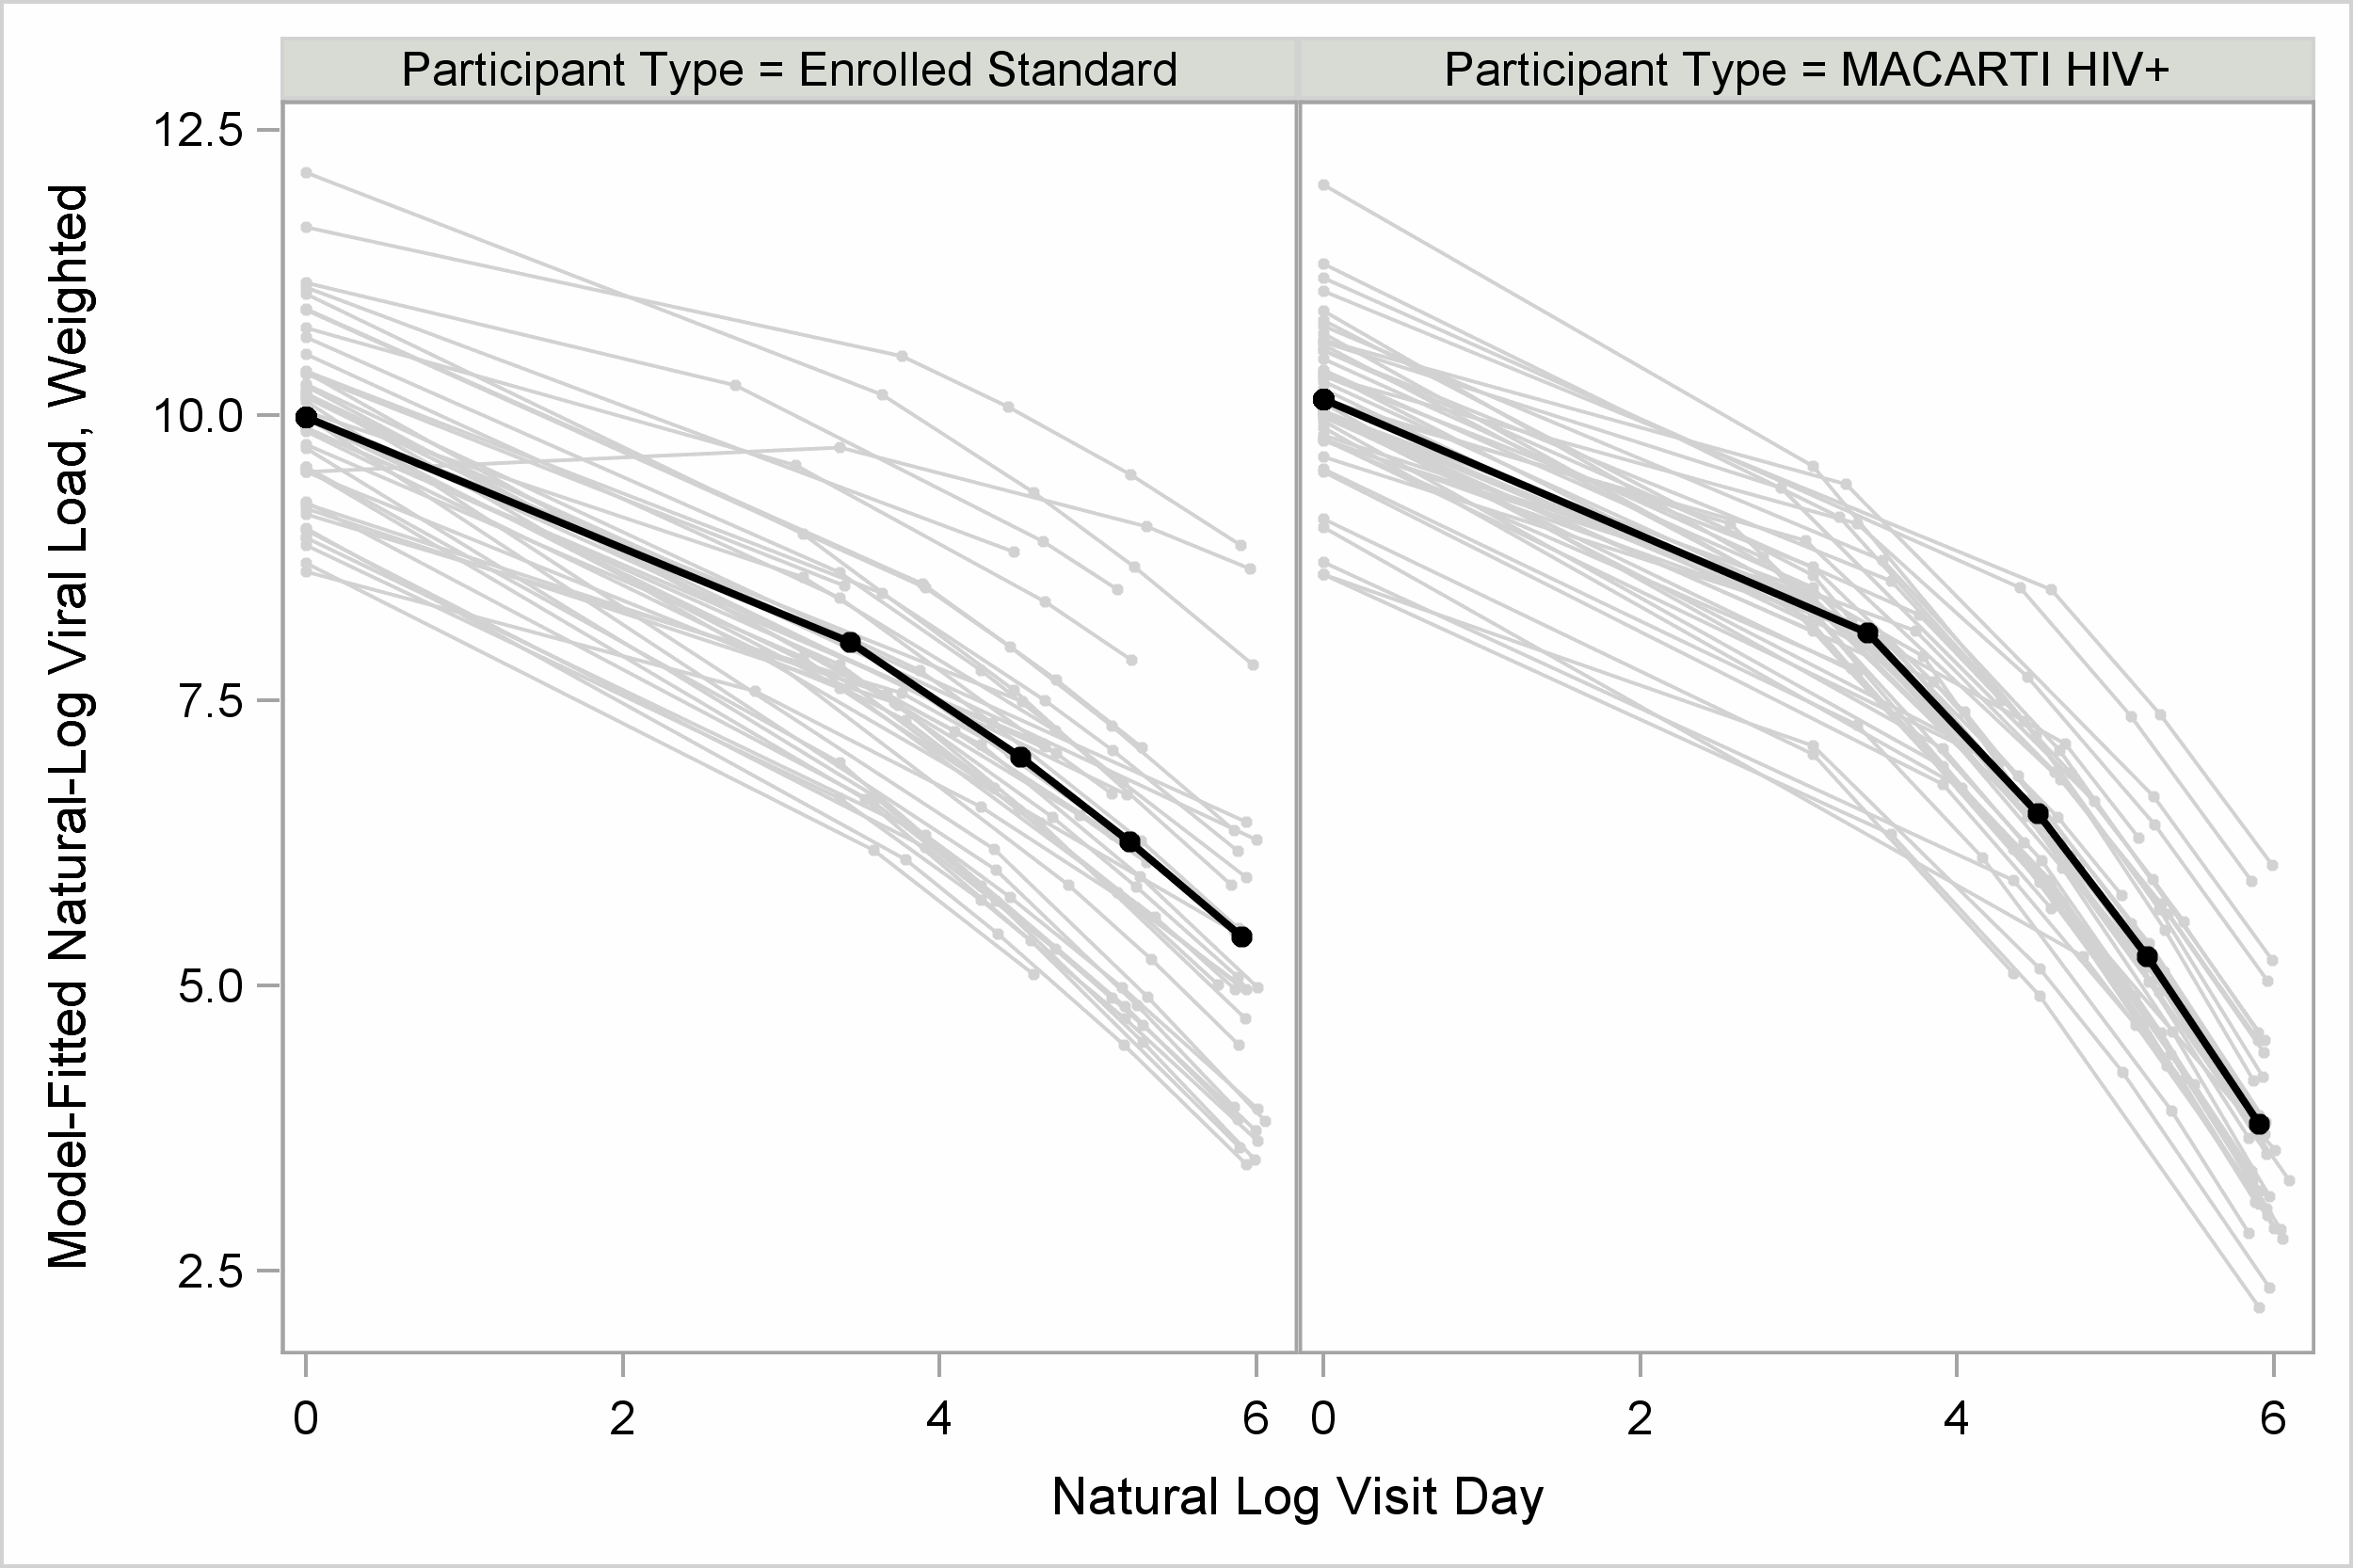 Participant Type = Enrolled Standard
Participant Type = MACARTI HIV+
Model-Fitted Natural-Log Viral Load, Weighted
12.5
10.0
7.5
5.0
2.5
0 2 4 6 0 2 4 6
Natural Log Visit Day